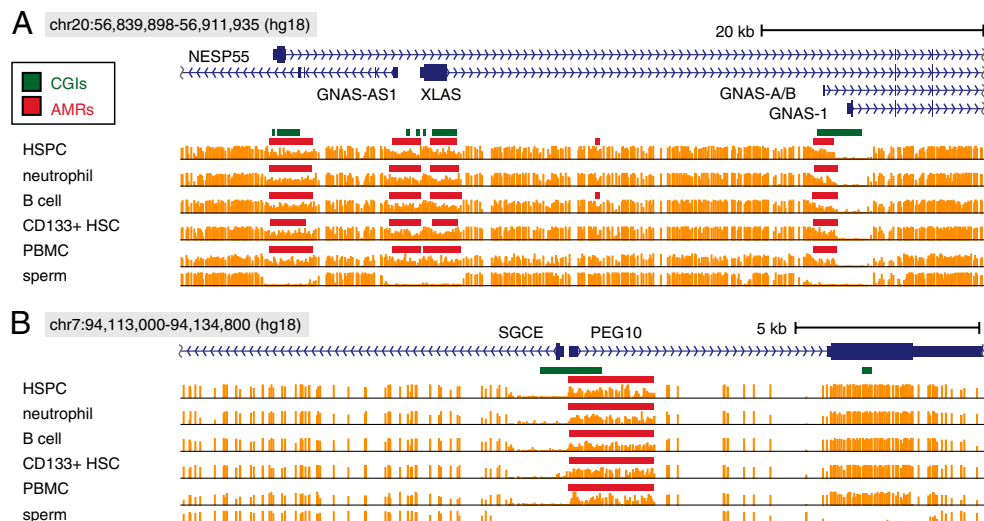 A chr20:56,839,898-56,911,935 (hg18)
20 kb
NESP55
CGIs
AMRs
GNAS-AS1 XLAS
GNAS-A/B
GNAS-1
HSPC
neutrophil
B cell
CD133+ HSC
PBMC
sperm
B chr7:94,113,000-94,134,800 (hg18)
SGCE PEG10 5 kb
HSPC
neutrophil
B cell
CD133+ HSC
PBMC
sperm